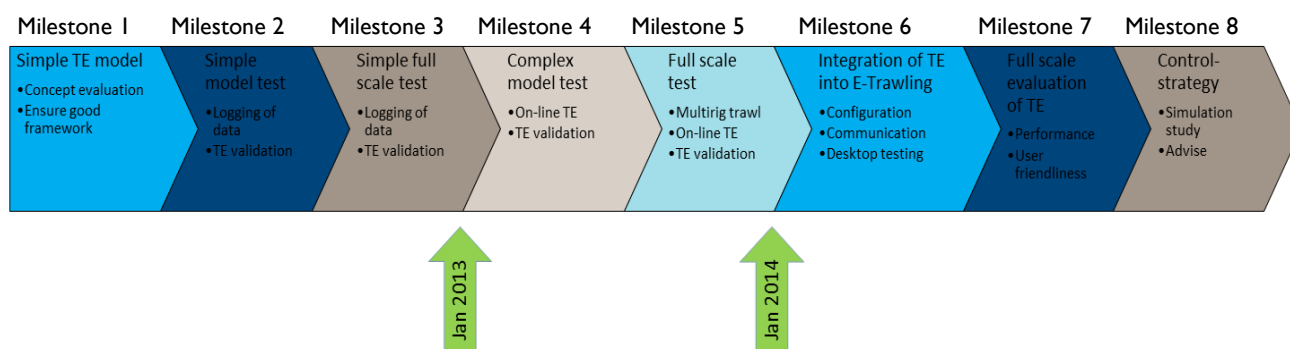 Milestone 1
Milestone 2
Milestone 3
Milestone 4
Milestone 5
Milestone 6
Milestone 7
Milestone 8
Simple TE model
•Concept evaluation
•Ensure good
framework
Simple
model test
•Logging of
data
•TE validation
Simple full
scale test
•Logging of
data
•TE validation
Complex
model test
•On-line TE
•TE validation
Full scale
test
•Multirig trawl
•On-line TE
•TE validation
Integration of TE
into E-Trawling
•Configuration
•Communication
•Desktop testing
Full scale
evaluation
of TE
•Performance
•User
friendliness
Control-
strategy
•Simulation
study
•Advise
Jan 2013
Jan 2014